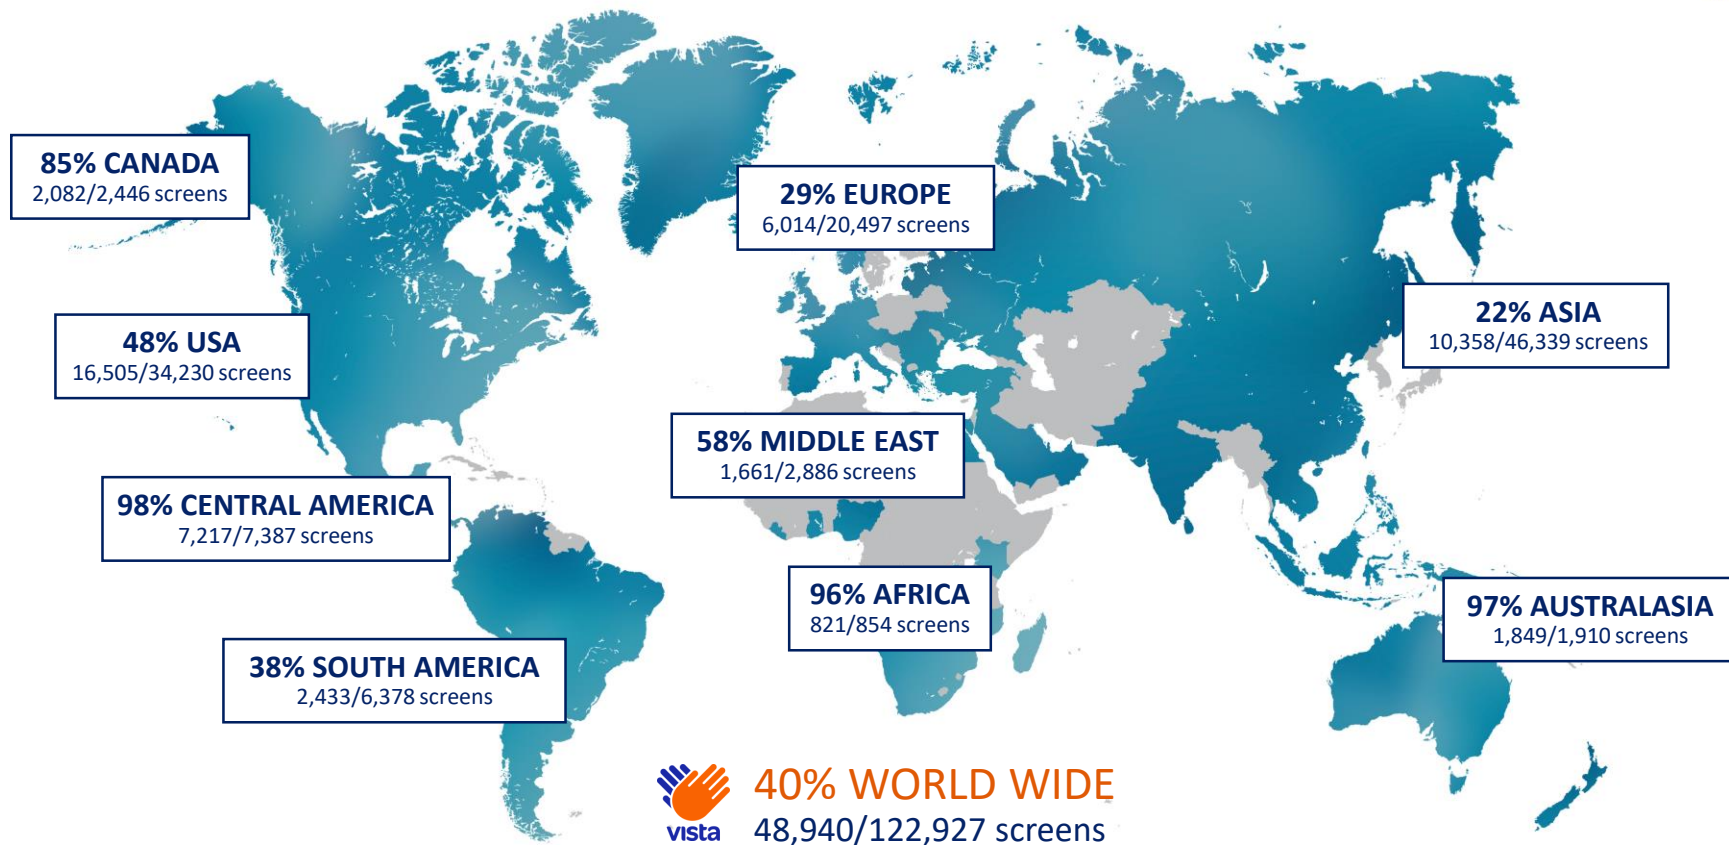 85% CANADA
2,082/2,446 screens
29% EUROPE
6,014/20,497 screens
48% USA
16,505/34,230 screens
22% ASIA
10,358/46,339 screens
58% MIDDLE EAST
1,661/2,886 screens
98% CENTRAL AMERICA
7,217/7,387 screens
96% AFRICA
821/854 screens
97% AUSTRALASIA
1,849/1,910 screens
38% SOUTH AMERICA
2,433/6,378 screens
40% WORLD WIDE
48,940/122,927 screens
vista